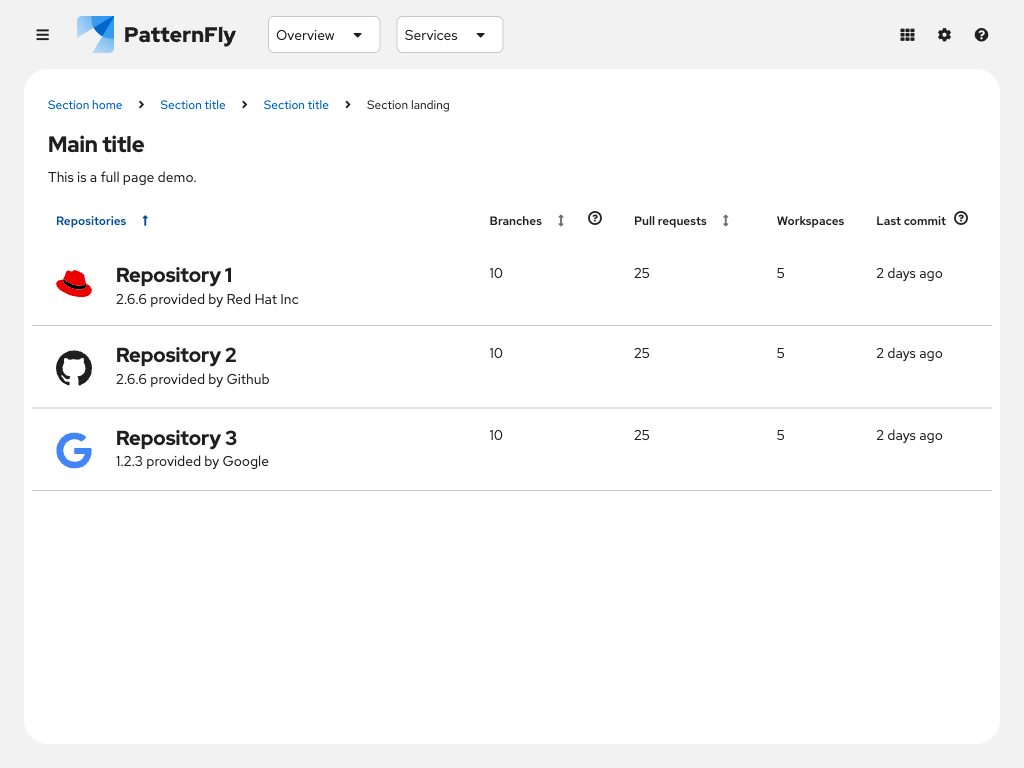 PatternFly Overview Services
Section home Section title Section title Section landing
Main title
This is a full page demo.
Repositories Branches Pull requests Workspaces Last commit
Repository 1 10 25 5 2 days ago
2.6.6 provided by Red Hat Inc
Repository 2 10 25 5 2 days ago
2.6.6 provided by Github
Repository 3 10 25 5 2 days ago
1.2.3 provided by Google